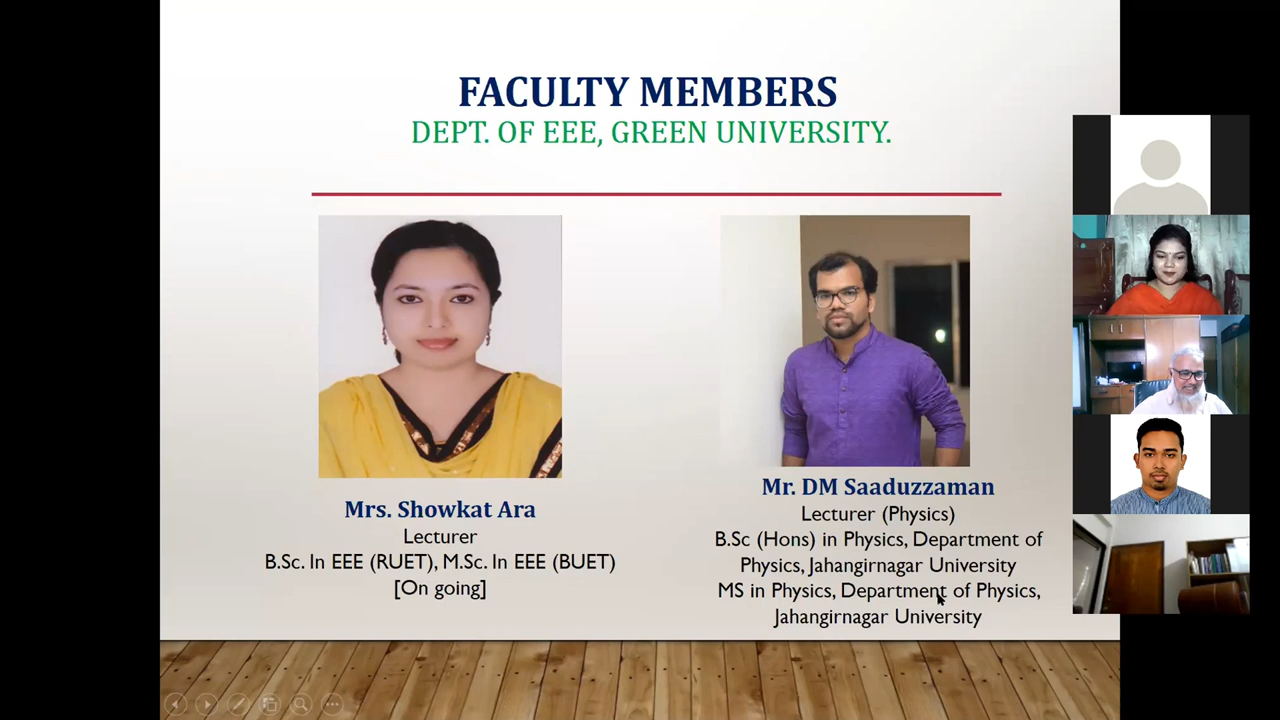 FACULTY MEMBERS
DEPT. OF EEE, GREEN UNIVERSITY.
Mrs. Showkat Ara
Lecturer
B.Sc. In EEE (RUET), M.Sc. In EEE (BUET)
[On going]
Mr. DM Saaduzzaman
Lecturer (Physics)
B.Sc (Hons) in Physics, Department of
Physics, Jahangirnagar University
MS in Physics, Department of Physics,
Jahangirnagar University